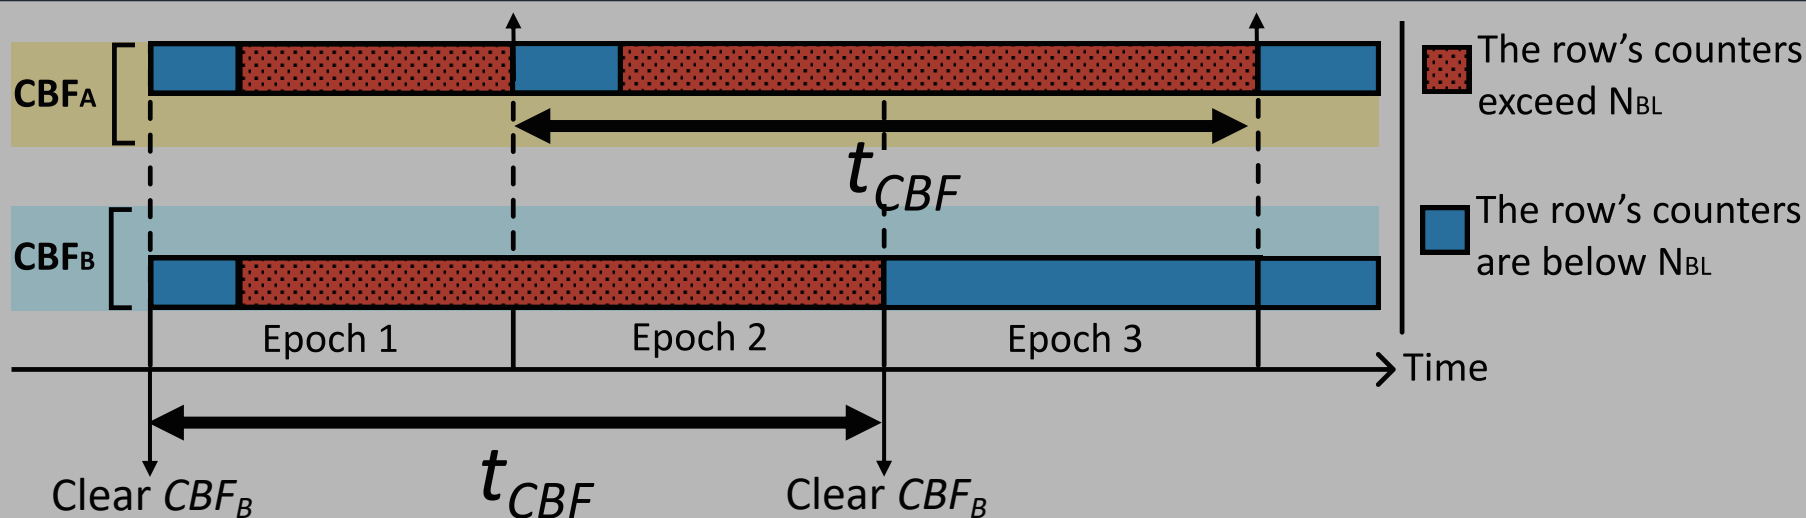 CBFA
The row's counters
exceed NBL
tCBF
CBFB
The row's counters
are below NBL
Epoch 1
Epoch 2
Epoch 3
Time
tCBF
Clear CBFB
Clear CBFB